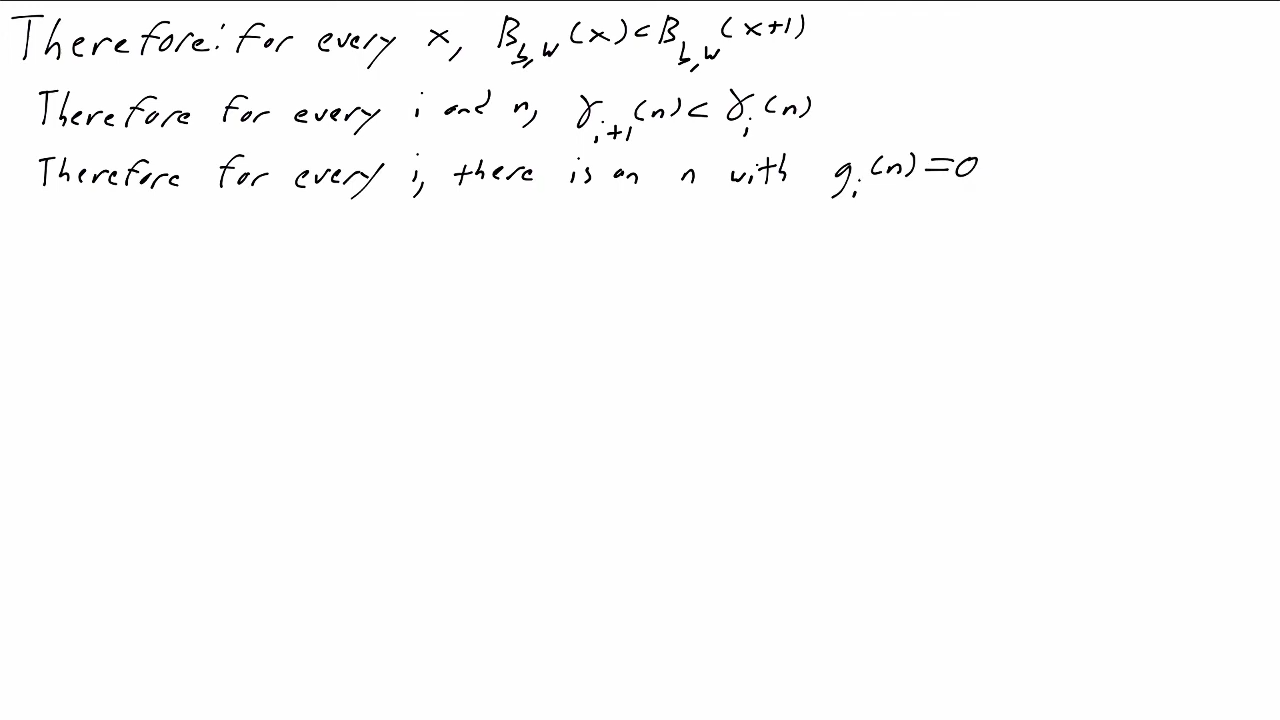 Therefore: for every x, B_{b,w}(x)<B_{b,w}(x+1)
Therefore for every i and n, γ_{i+1}(n)<γ_i(n)
Therefore for every i, there is an n with g_i(n)=0